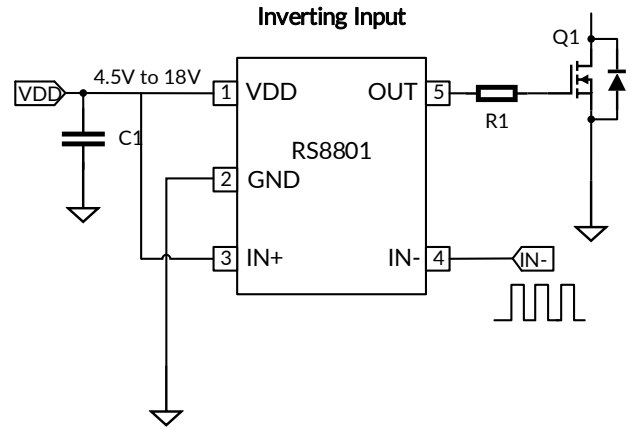 Inverting Input
Q1
4.5V to 18V
VDD
1 VDD
OUT 5
C1
R1
RS8801
2 GND
3 IN+
IN- 4
IN-